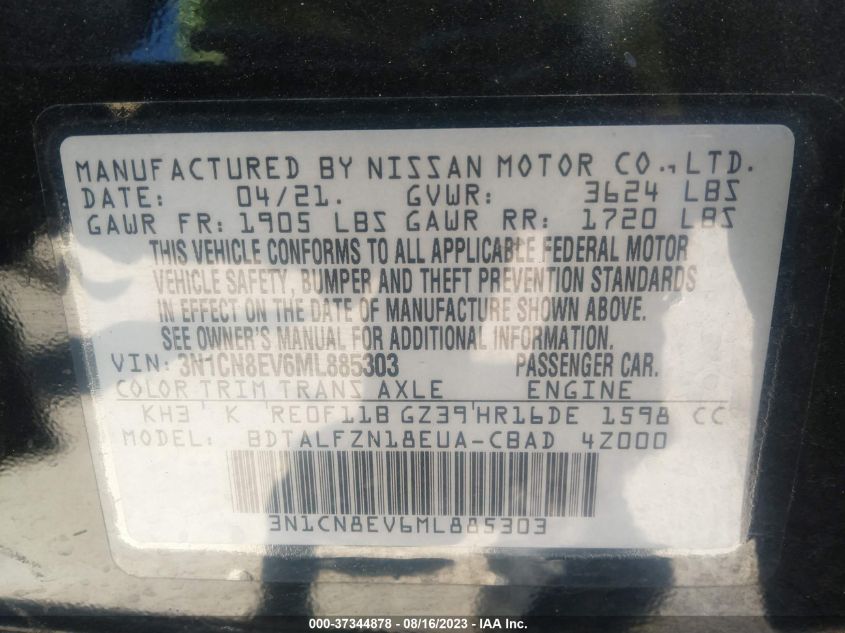 MANUFACTURED BY NISSAN MOTOR CO., LTD.
DATE: 04/21. GVWR: 3624 LBS
GAWR FR: 1905 LBS GAWR RR: 1720 LBS
THIS VEHICLE CONFORMS TO ALL APPLICABLE FEDERAL MOTOR
VEHICLE SAFETY, BUMPER AND THEFT PREVENTION STANDARDS
IN EFFECT ON THE DATE OF MANUFACTURE SHOWN ABOVE.
SEE OWNER'S MANUAL FOR ADDITIONAL INFORMATION.
VIN: 3N1CN8EV6ML885303 PASSENGER CAR.
COLOR TRIM TRANS AXLE ENGINE
KH3 K RE0F11B GZ39 HR16DE 1598 CC
MODEL: BDTALFZN18EUA-CBAD 4Z000
3N1CN8EV6ML885303
000-37344878 - 08/16/2023 - IAA Inc.